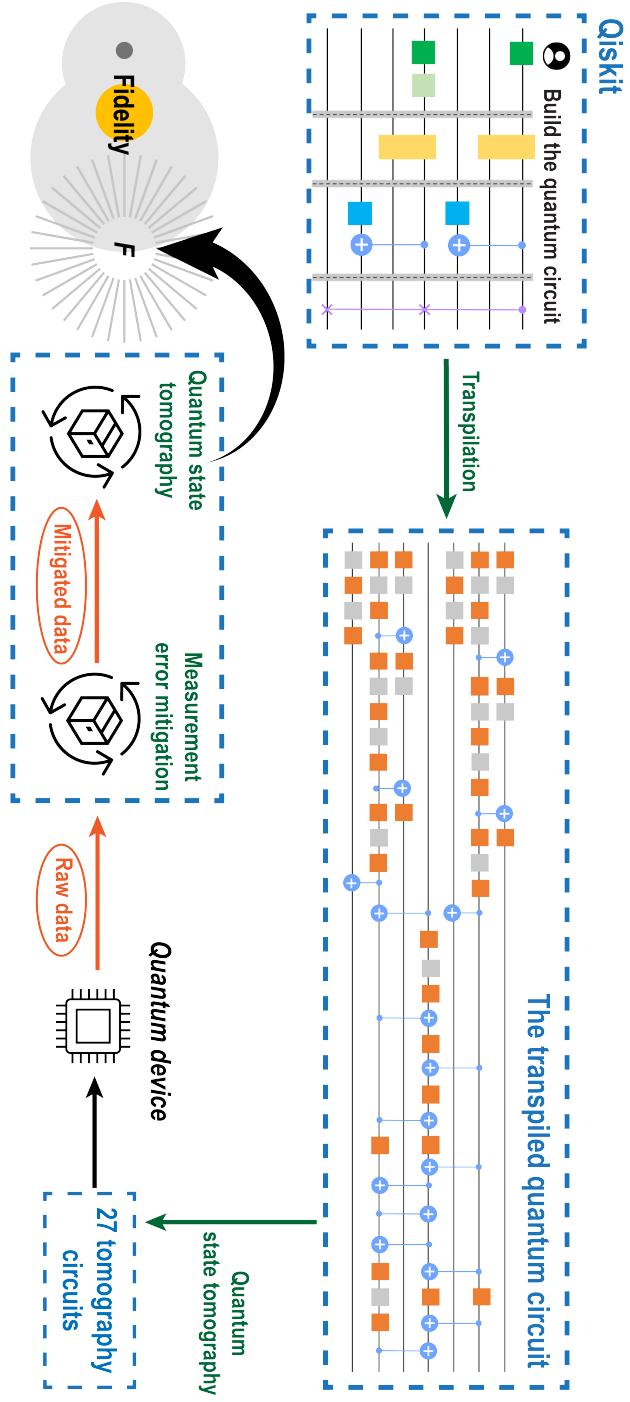 Qiskit
Build the quantum circuit
Transpilation
The transpiled quantum circuit
Quantum
state tomography
27 tomography
circuits
Quantum device
Raw data
Measurement
error mitigation
Mitigated data
Quantum state
tomography
F
Fidelity